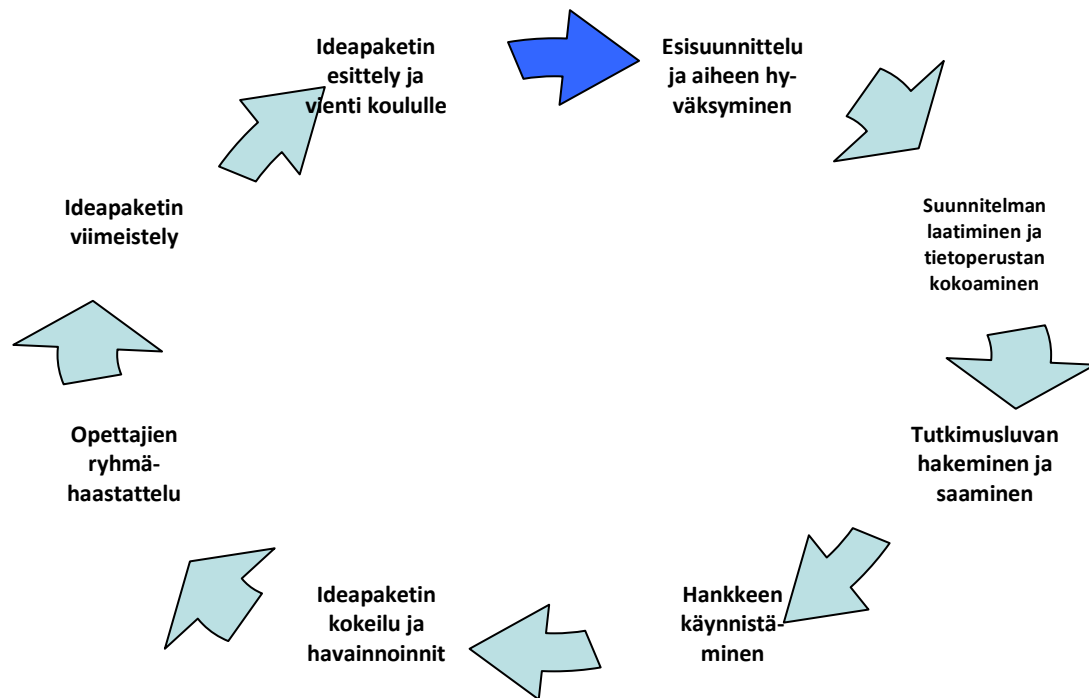 Ideapaketin
esittely ja
vienti koululle
Esisuunnittelu
ja aiheen hy-
väksyminen
Suunnitelman
laatiminen ja
tietoperustan
kokoaminen
Tutkimusluvan
hakeminen ja
saaminen
Hankkeen
käynnistä-
minen
Ideapaketin
kokeilu ja
havainnoinnit
Opettajien
ryhmä-
haastattelu
Ideapaketin
viimeistely